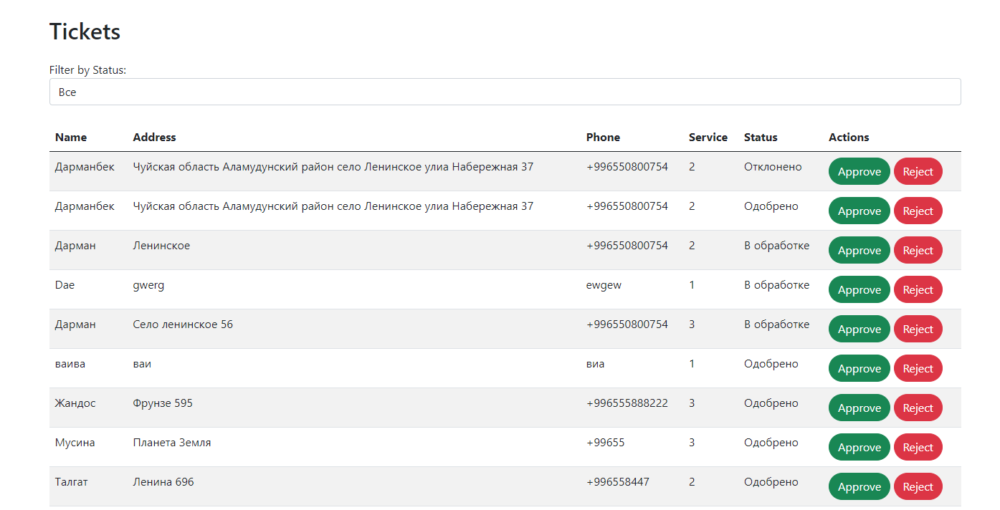 Tickets
Filter by Status:
Все
Name Address Phone Service Status Actions
Дарманбек Чуйская область Аламудунский район село Ленинское улиа Набережная 37 +996550800754 2 Отклонено Approve Reject
Дарманбек Чуйская область Аламудунский район село Ленинское улиа Набережная 37 +996550800754 2 Одобрено Approve Reject
Дарман Ленинское +996550800754 2 В обработке Approve Reject
Dae gwerg ewgew 1 В обработке Approve Reject
Дарман Село ленинское 56 +996550800754 3 В обработке Approve Reject
ваива ваи виа 1 Одобрено Approve Reject
Жандос Фрунзе 595 +996555888222 3 Одобрено Approve Reject
Мусина Планета Земля +99655 3 Одобрено Approve Reject
Талгат Ленина 696 +996558447 2 Одобрено Approve Reject